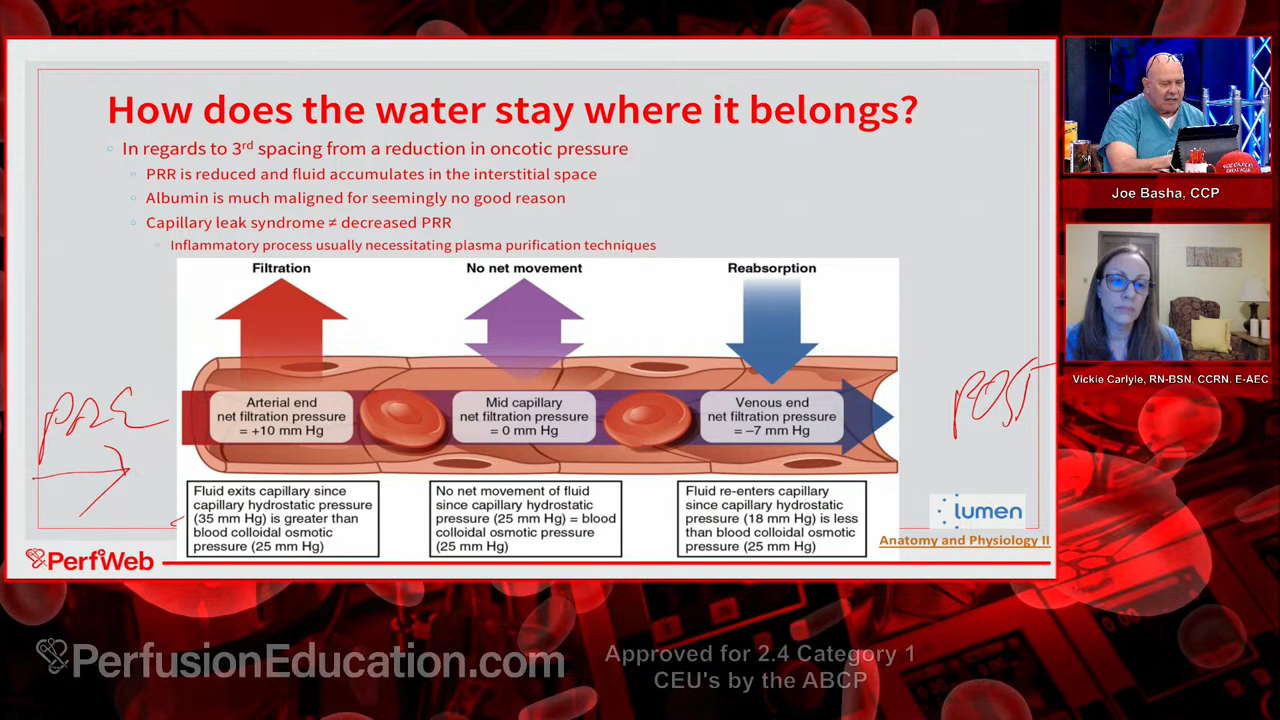 How does the water stay where it belongs?
In regards to 3rd spacing from a reduction in oncotic pressure
PRR is reduced and fluid accumulates in the interstitial space
Albumin is much maligned for seemingly no good reason
Capillary leak syndrome ≠ decreased PRR
Inflammatory process usually necessitating plasma purification techniques
Filtration
No net movement
Reabsorption
Arterial end
net filtration pressure
= +10 mm Hg
Mid capillary
net filtration pressure
= 0 mm Hg
Venous end
net filtration pressure
= –7 mm Hg
PRE
POST
Fluid exits capillary since
capillary hydrostatic pressure
(35 mm Hg) is greater than
blood colloidal osmotic
pressure (25 mm Hg)
No net movement of fluid
since capillary hydrostatic
pressure (25 mm Hg) = blood
colloidal osmotic pressure
(25 mm Hg)
Fluid re-enters capillary
since capillary hydrostatic
pressure (18 mm Hg) is less
than blood colloidal osmotic
pressure (25 mm Hg)
lumen
Anatomy and Physiology II
PerfWeb
Joe Basha, CCP
Vickie Carlyle, RN-BSN, CCRN, E-AEC
PerfusionEducation.com
Approved for 2.4 Category 1
CEU's by the ABCP